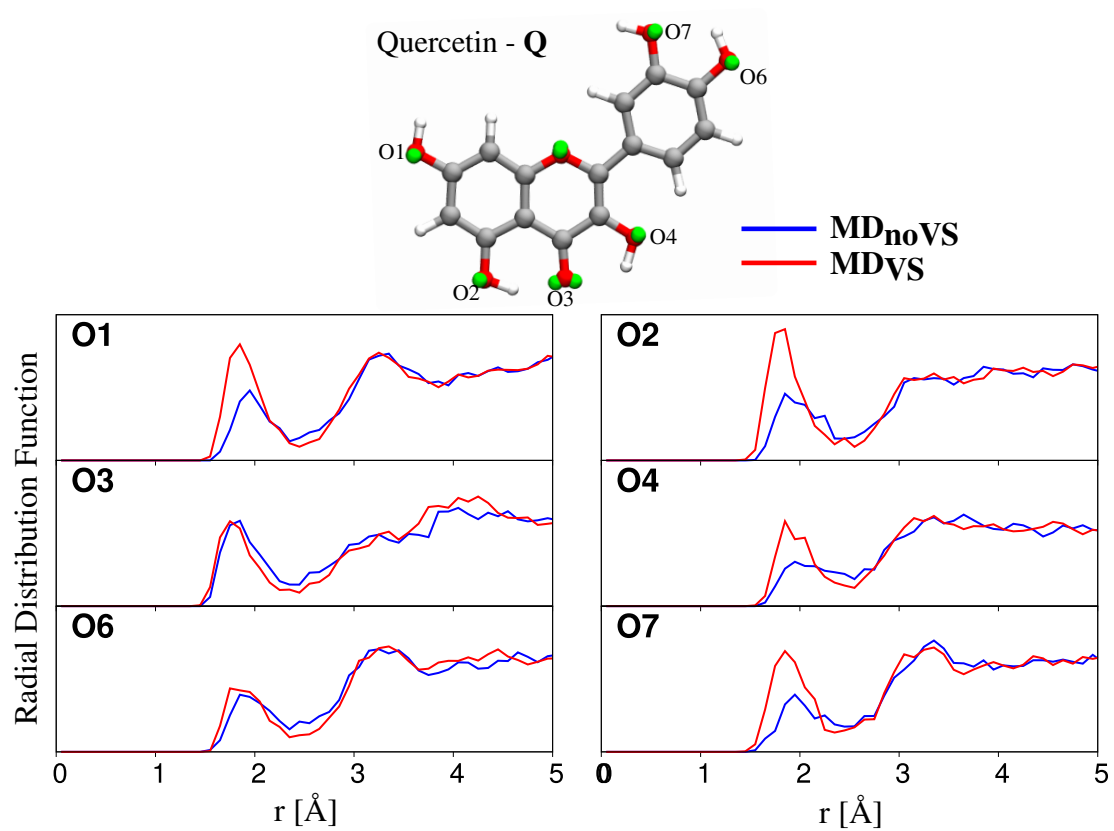 Quercetin - Q
O7
O6
O1
O4
O2
O3
MDnoVS
MDVS
Radial Distribution Function
O1
O2
O3
O4
O6
O7
0 1 2 3 4 5
0 1 2 3 4 5
r [Å]
r [Å]